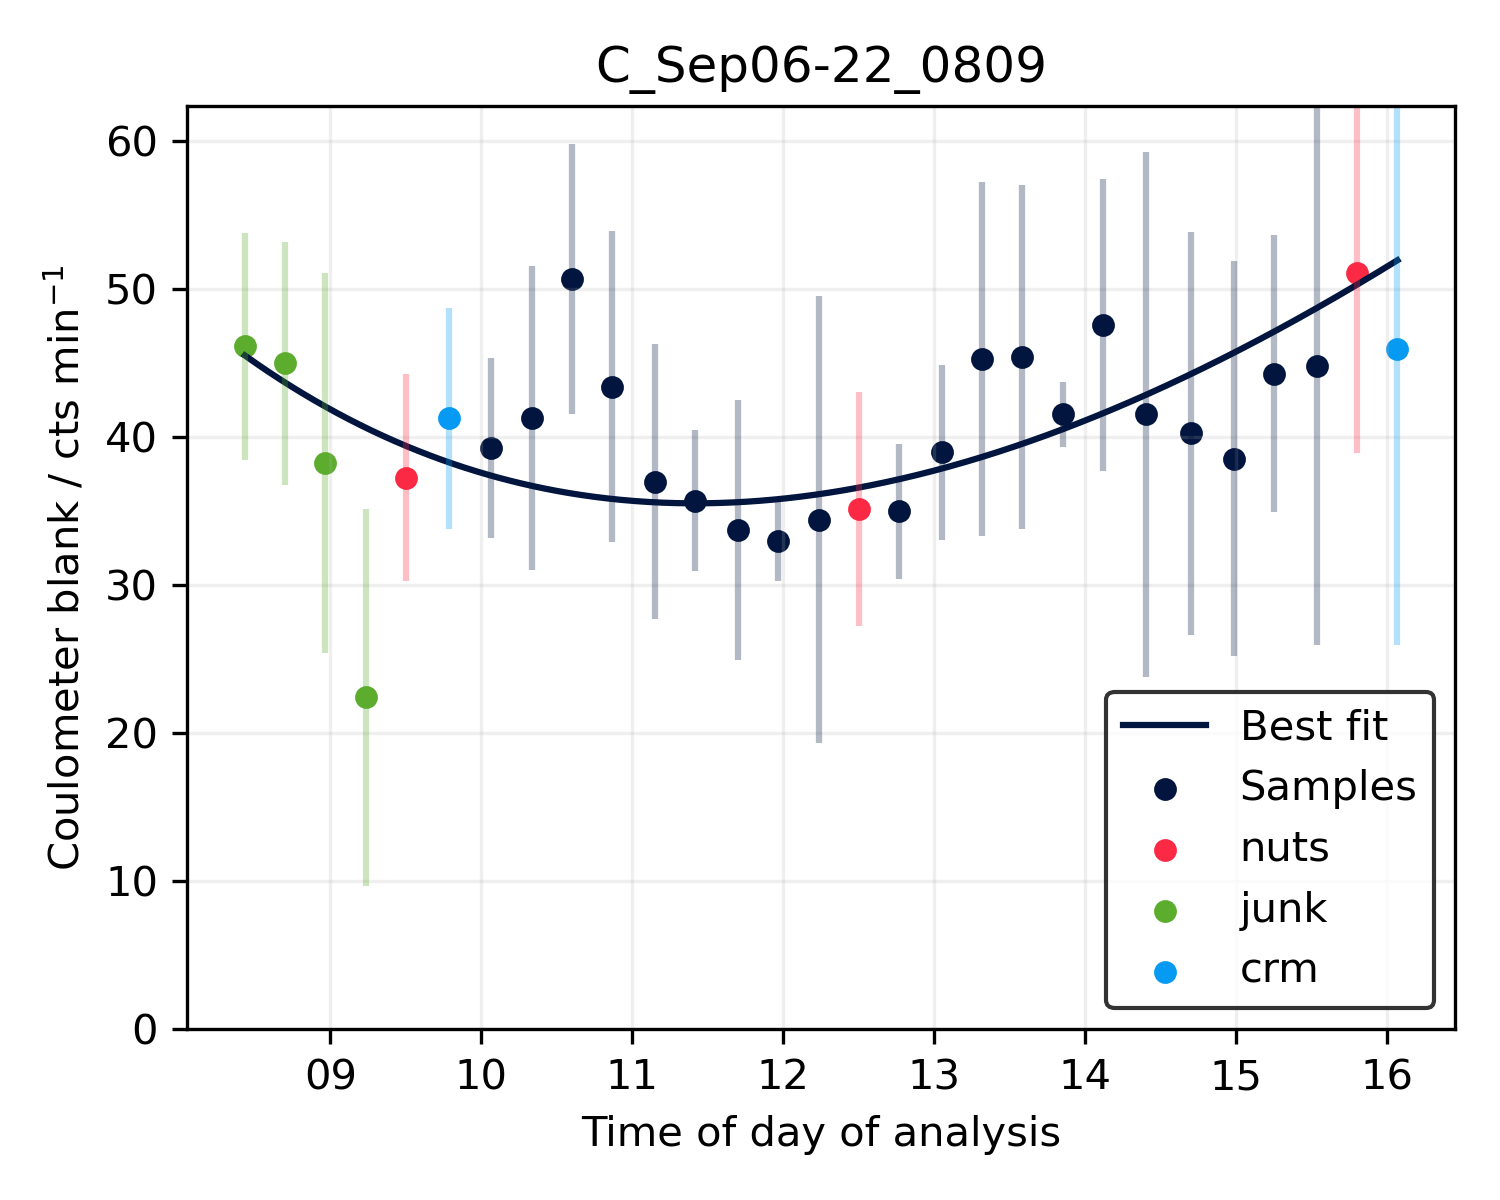 C_Sep06-22_0809
Coulometer blank / cts min⁻¹
60
50
40
30
20
10
0
09 10 11 12 13 14 15 16
Time of day of analysis
Best fit
Samples
nuts
junk
crm